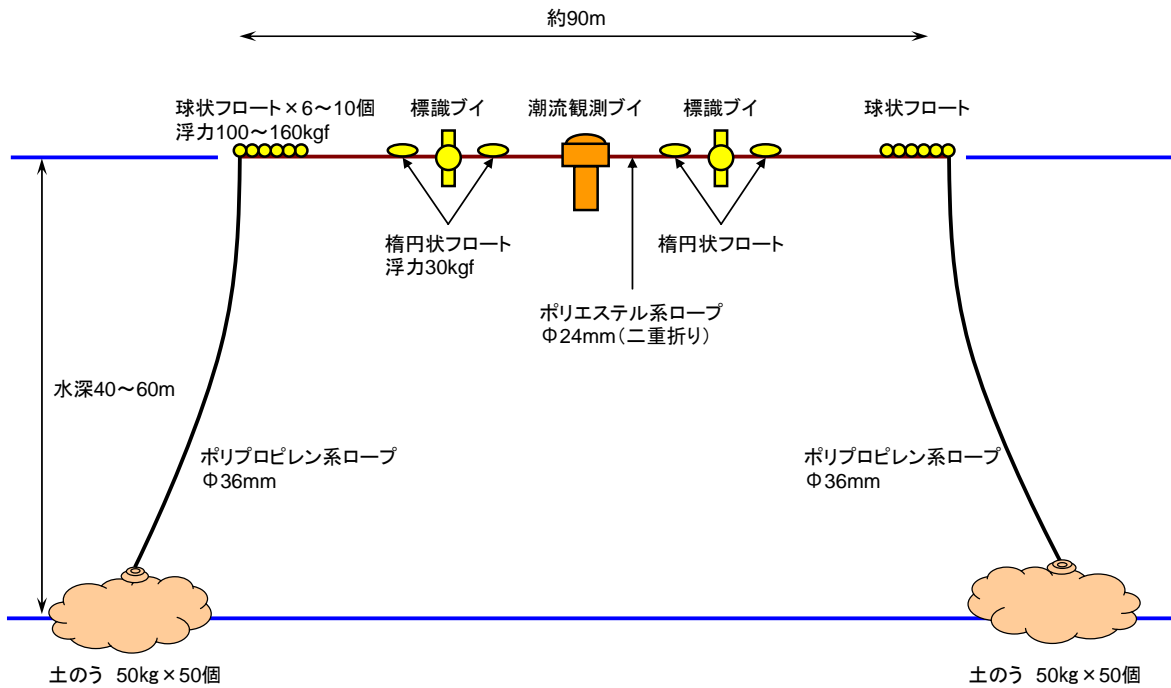 約90m
球状フロート×6～10個
浮力100～160kgf
標識ブイ
潮流観測ブイ
標識ブイ
球状フロート
楕円状フロート
浮力30kgf
楕円状フロート
ポリエステル系ロープ
Φ24mm（二重折り）
水深40～60m
ポリプロピレン系ロープ
Φ36mm
ポリプロピレン系ロープ
Φ36mm
土のう 50kg×50個
土のう 50kg×50個